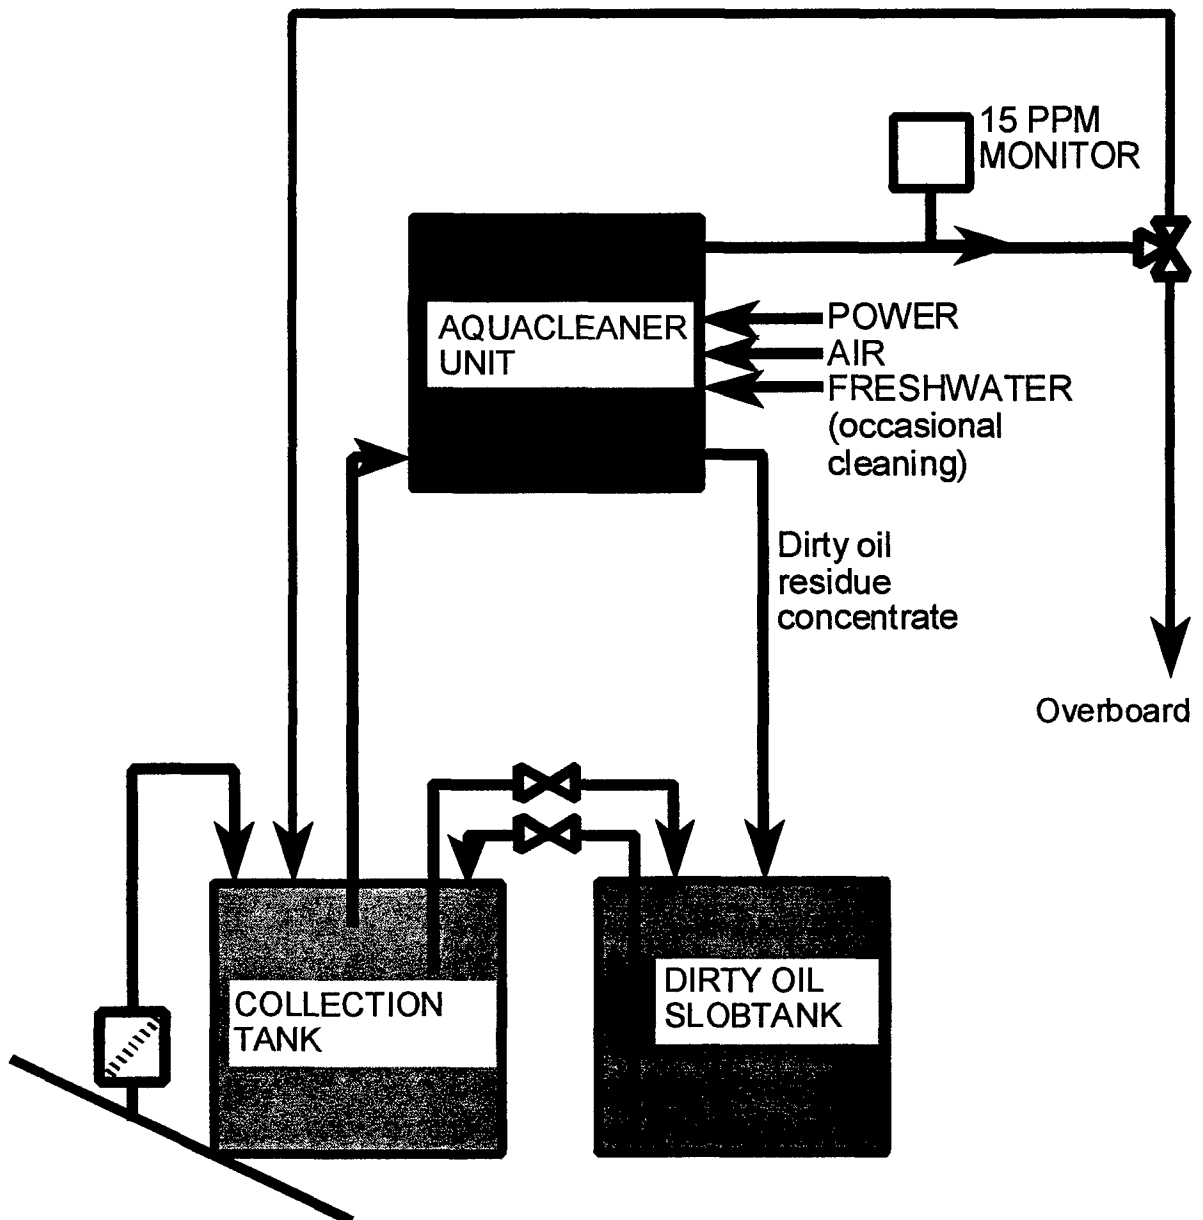 15 PPM
MONITOR
AQUACLEANER
UNIT
POWER
AIR
FRESHWATER
(occasional
cleaning)
Dirty oil
residue
concentrate
Overboard
COLLECTION
TANK
DIRTY OIL
SLOBTANK